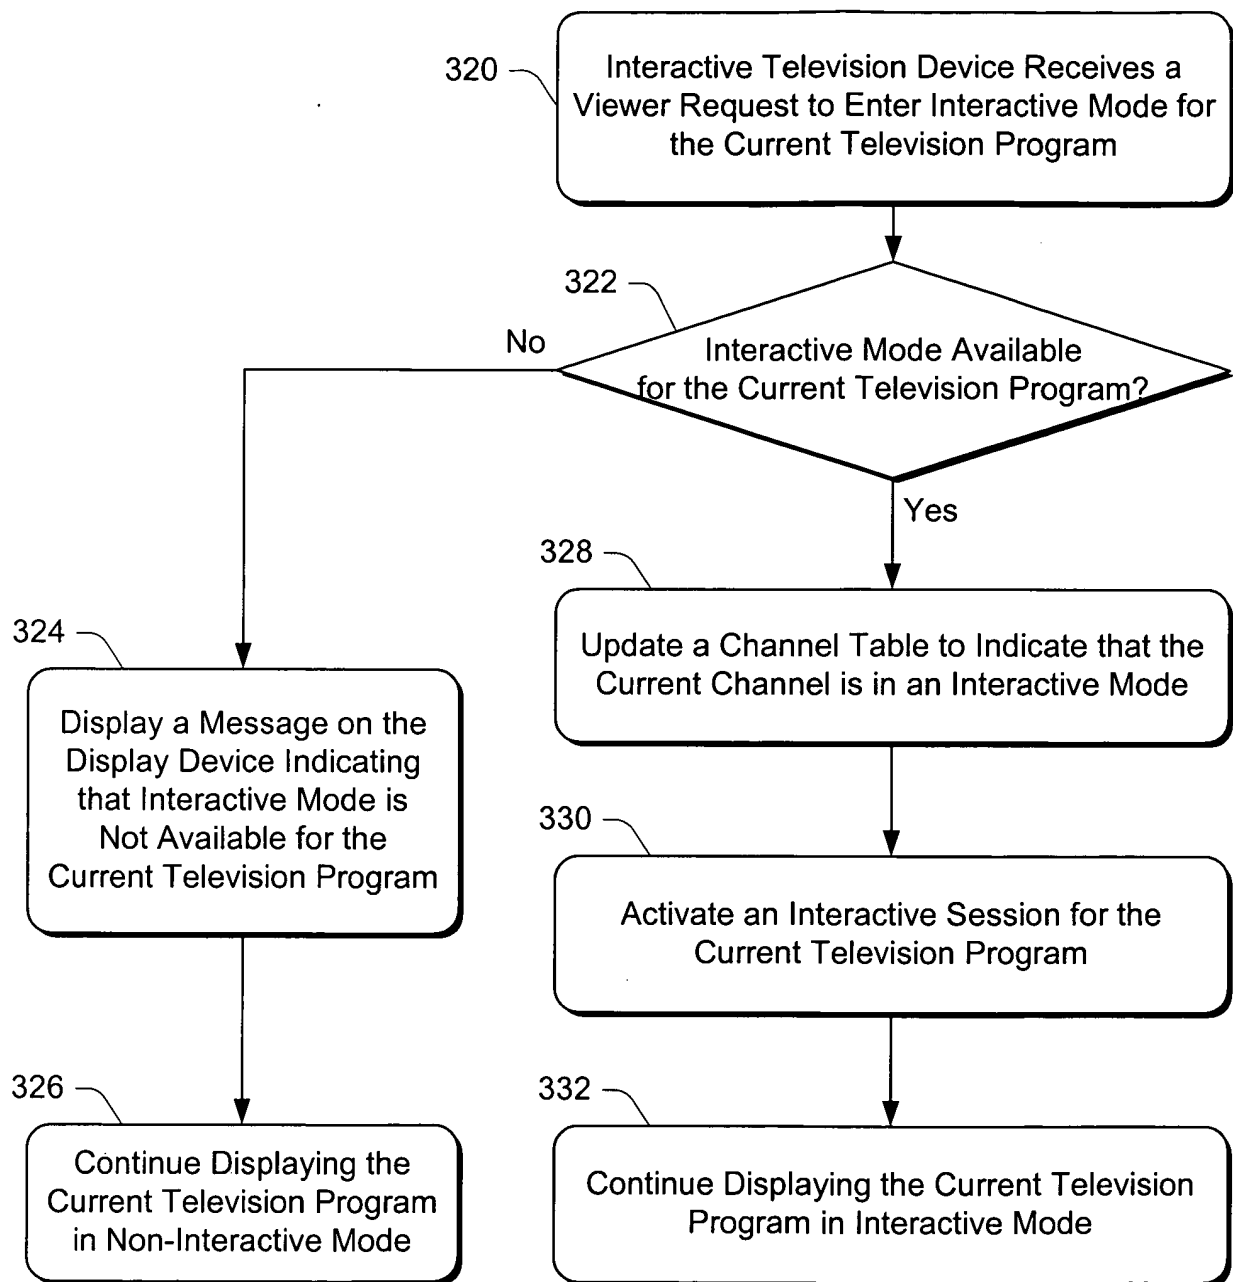 320
Interactive Television Device Receives a
Viewer Request to Enter Interactive Mode for
the Current Television Program
322
No
Interactive Mode Available
for the Current Television Program?
Yes
328
Update a Channel Table to Indicate that the
Current Channel is in an Interactive Mode
324
Display a Message on the
Display Device Indicating
that Interactive Mode is
Not Available for the
Current Television Program
330
Activate an Interactive Session for the
Current Television Program
326
Continue Displaying the
Current Television Program
in Non-Interactive Mode
332
Continue Displaying the Current Television
Program in Interactive Mode